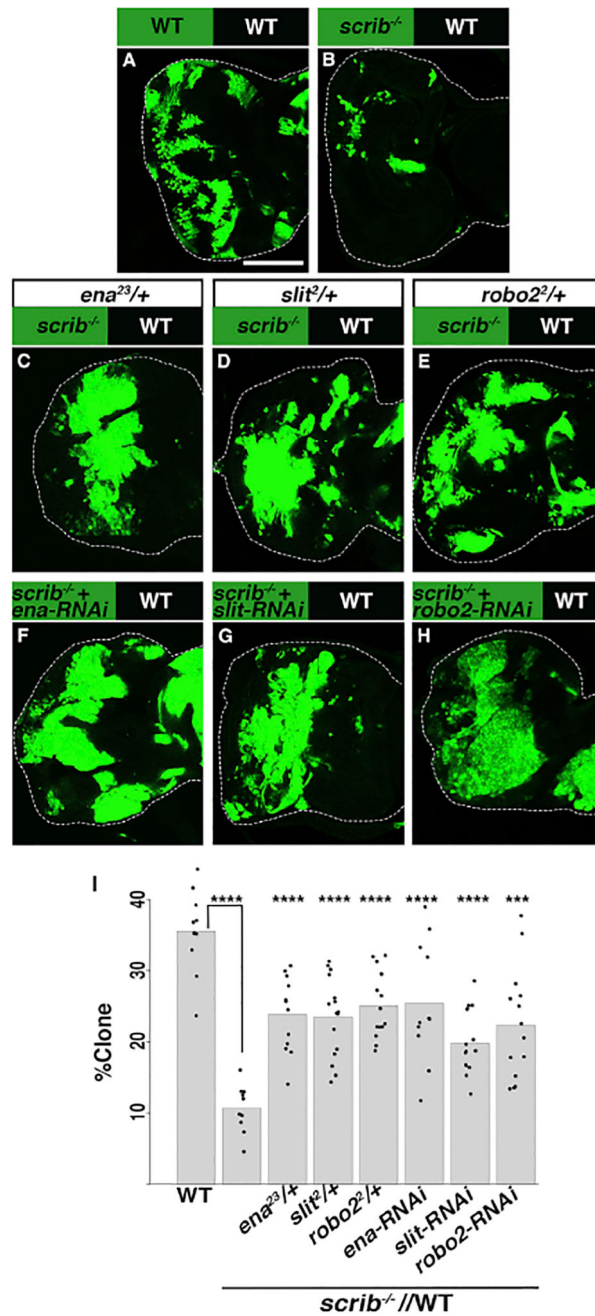 WT WT scrib-/- WT
A B
ena23/+ slit2/+ robo22/+
scrib-/- WT scrib-/- WT scrib-/- WT
C D E
scrib-/-+ WT scrib-/-+ WT scrib-/-+ WT
ena-RNAi slit-RNAi robo2-RNAi
F G H
I
**** **** **** **** **** **** ***
40
30
20
10
%Clone
WT ena23/+ slit2/+ robo22/+ ena-RNAi slit-RNAi robo2-RNAi
scrib-/-//WT